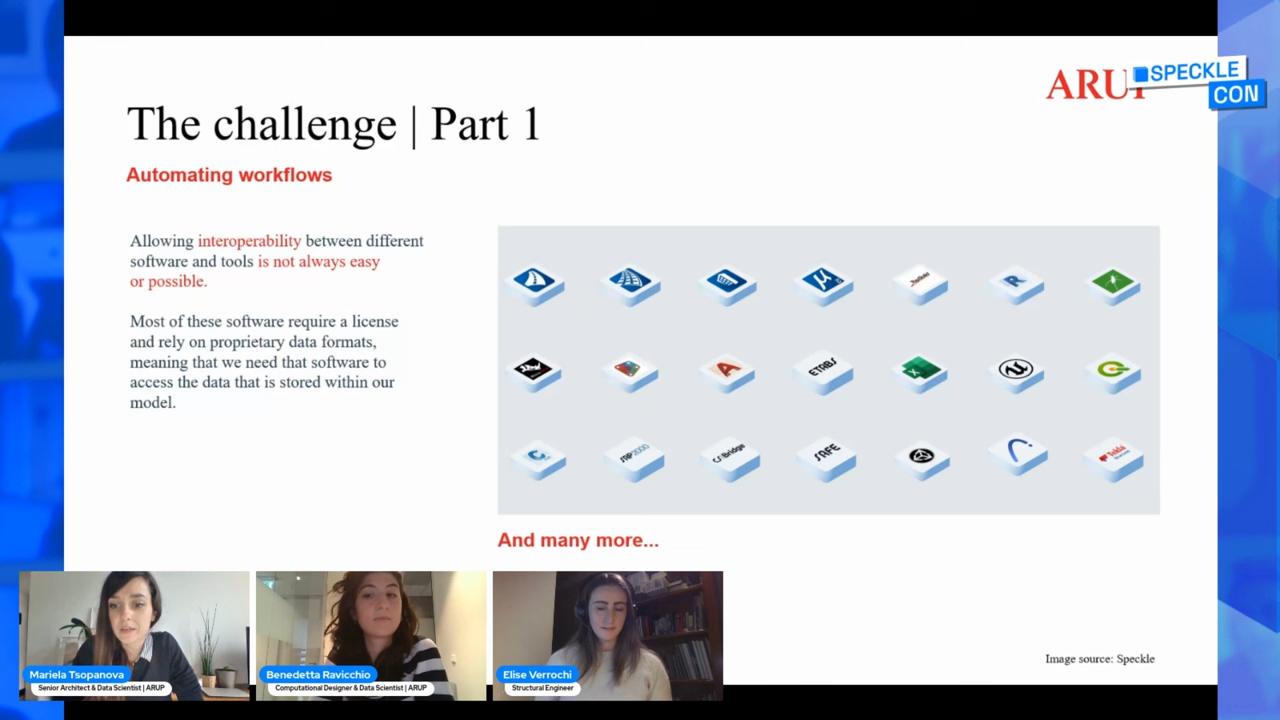 ARUP
SPECKLE
CON
The challenge | Part 1
Automating workflows
Allowing interoperability between different
software and tools is not always easy
or possible.
Most of these software require a license
and rely on proprietary data formats,
meaning that we need that software to
access the data that is stored within our
model.
R
A
ETABS
X
SAP2000
CSiBridge
SAFE
Tekla
And many more...
Image source: Speckle
Mariela Tsopanova
Senior Architect & Data Scientist | ARUP
Benedetta Ravicchio
Computational Designer & Data Scientist | ARUP
Elise Verrochi
Structural Engineer